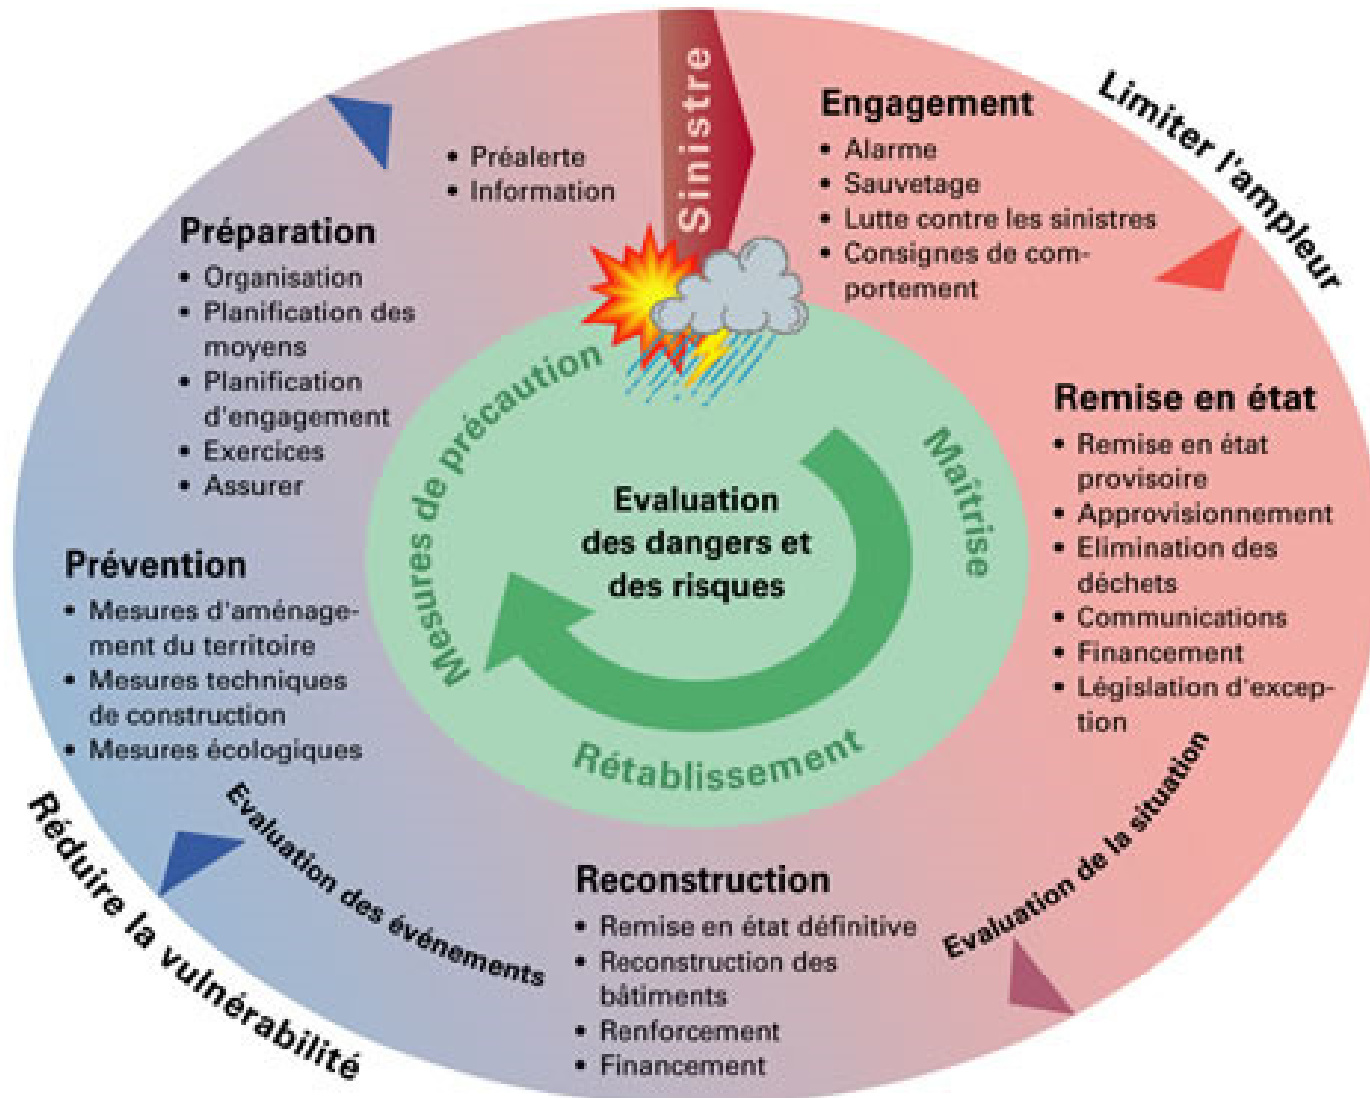 Sinistre
Engagement
• Alarme
• Sauvetage
• Lutte contre les sinistres
• Consignes de com-
portement
Limiter l'ampleur
Remise en état
• Remise en état
provisoire
• Approvisionnement
• Elimination des
déchets
• Communications
• Financement
• Législation d'excep-
tion
Evaluation de la situation
Reconstruction
• Remise en état définitive
• Reconstruction des
bâtiments
• Renforcement
• Financement
Evaluation des événements
Réduire la vulnérabilité
Prévention
• Mesures d'aménage-
ment du territoire
• Mesures techniques
de construction
• Mesures écologiques
Préparation
• Organisation
• Planification des
moyens
• Planification
d'engagement
• Exercices
• Assurer
• Préalerte
• Information
Mesures de précaution
Maîtrise
Rétablissement
Evaluation
des dangers et
des risques